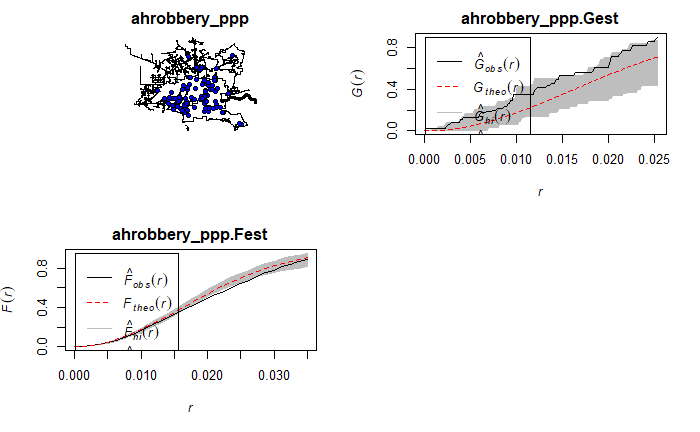 ahrobbery_ppp
ahrobbery_ppp.Gest
G(r)
0.0 0.4 0.8
Ĝobs(r)
Gtheo(r)
Ĝhi(r)
^
0.000 0.005 0.010 0.015 0.020 0.025
r
ahrobbery_ppp.Fest
F(r)
0.0 0.4 0.8
F̂obs(r)
Ftheo(r)
F̂hi(r)
^
0.000 0.010 0.020 0.030
r